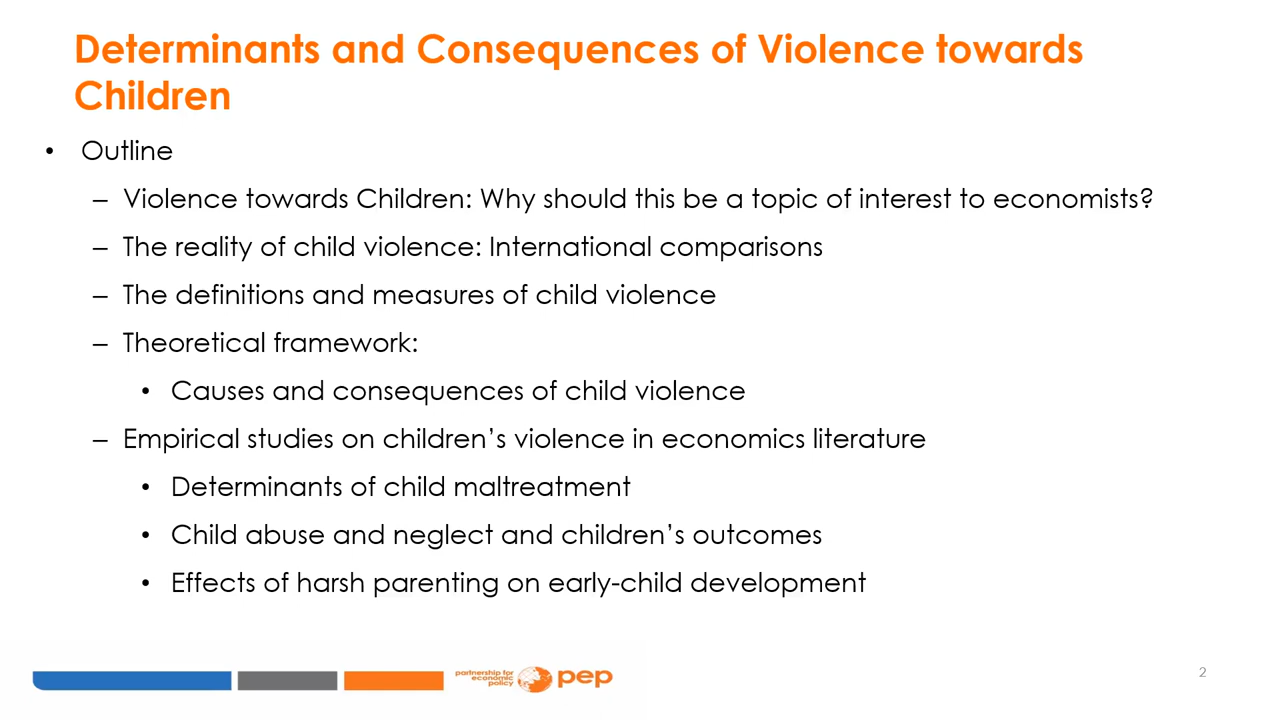 Determinants and Consequences of Violence towards
Children
• Outline
– Violence towards Children: Why should this be a topic of interest to economists?
– The reality of child violence: International comparisons
– The definitions and measures of child violence
– Theoretical framework:
• Causes and consequences of child violence
– Empirical studies on children’s violence in economics literature
• Determinants of child maltreatment
• Child abuse and neglect and children’s outcomes
• Effects of harsh parenting on early-child development
partnership for
economic
policy
pep
2